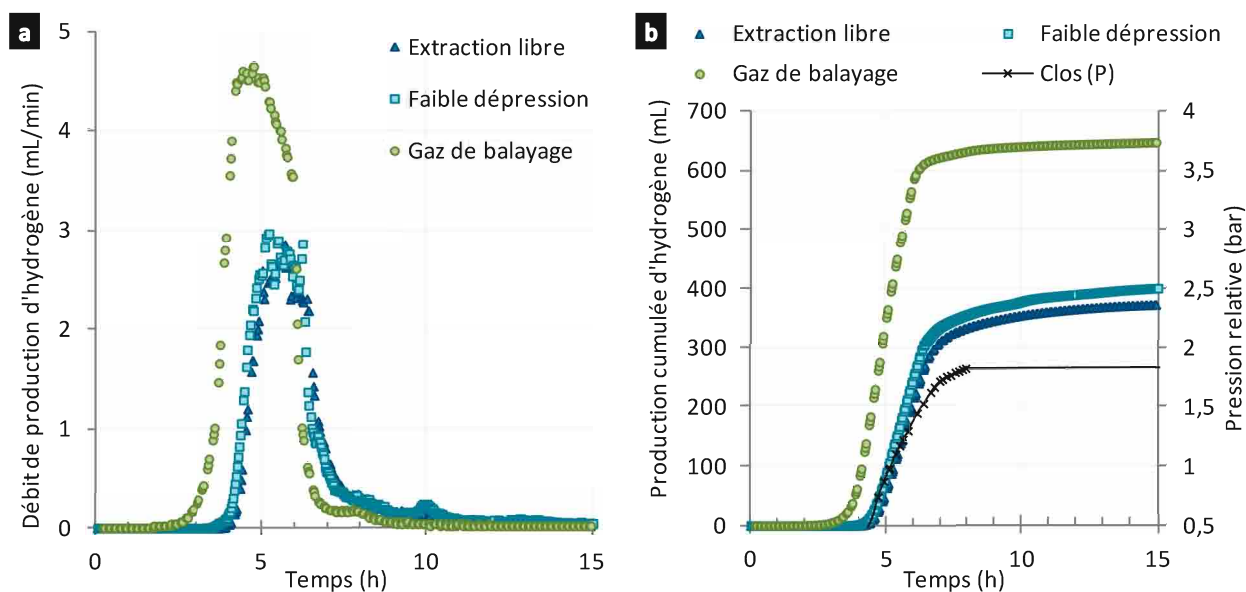 a
5
4
3
2
1
0
Débit de production d'hydrogène (mL/min)
Extraction libre
Faible dépression
Gaz de balayage
0 5 10 15
Temps (h)
b
Extraction libre
Faible dépression
Gaz de balayage
Clos (P)
700
600
500
400
300
200
100
0
Production cumulée d'hydrogène (mL)
4
3,5
3
2,5
2
1,5
1
0,5
Pression relative (bar)
0 5 10 15
Temps (h)